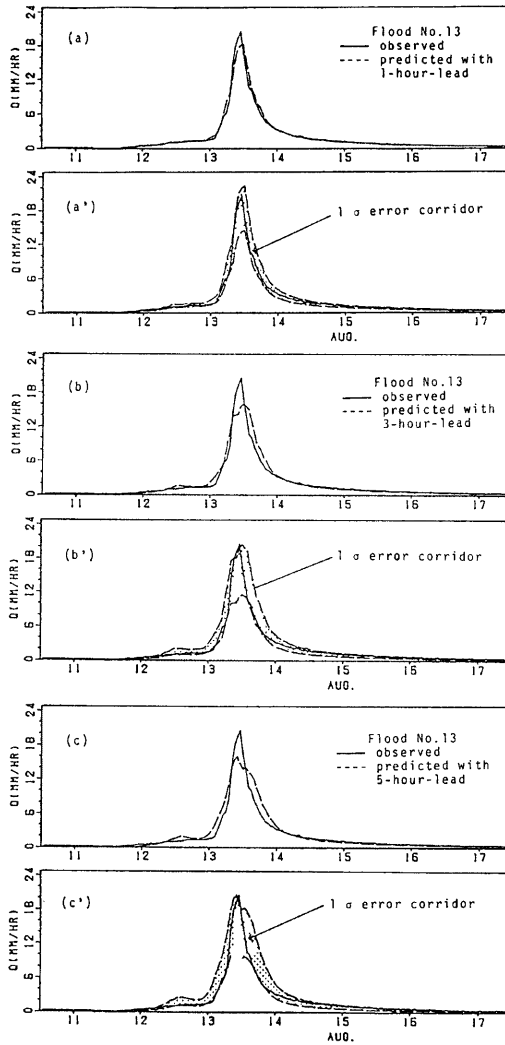 (a)
Flood No.13
observed
predicted with
1-hour-lead
Q(MM/HR)
24
18
12
6
0
11 12 13 14 15 16 17
(a')
1 σ error corridor
Q(MM/HR)
24
18
12
6
0
11 12 13 14 15 16 17
AUG.
(b)
Flood No.13
observed
predicted with
3-hour-lead
Q(MM/HR)
24
18
12
6
0
11 12 13 14 15 16 17
(b')
1 σ error corridor
Q(MM/HR)
24
18
12
6
0
11 12 13 14 15 16 17
AUG.
(c)
Flood No.13
observed
predicted with
5-hour-lead
Q(MM/HR)
24
18
12
6
0
11 12 13 14 15 16 17
(c')
1 σ error corridor
Q(MM/HR)
24
18
12
6
0
11 12 13 14 15 16 17
AUG.